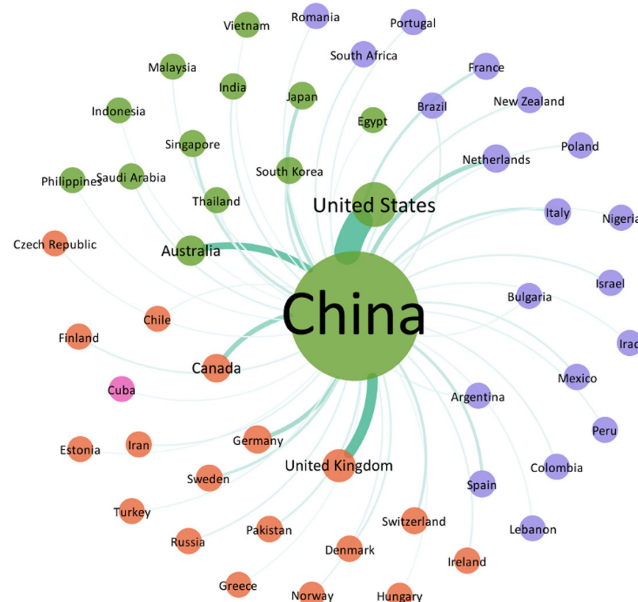 Romania
Portugal
Vietnam
South Africa
Malaysia
France
India
Japan
Brazil
New Zealand
Indonesia
Egypt
Singapore
Poland
Netherlands
South Korea
Philippines
Saudi Arabia
Thailand
United States
Italy
Nigeria
Czech Republic
Australia
Israel
Bulgaria
China
Chile
Finland
Iraq
Canada
Mexico
Cuba
Argentina
Peru
Germany
Estonia
Iran
United Kingdom
Colombia
Sweden
Spain
Turkey
Switzerland
Lebanon
Russia
Pakistan
Denmark
Ireland
Greece
Norway
Hungary